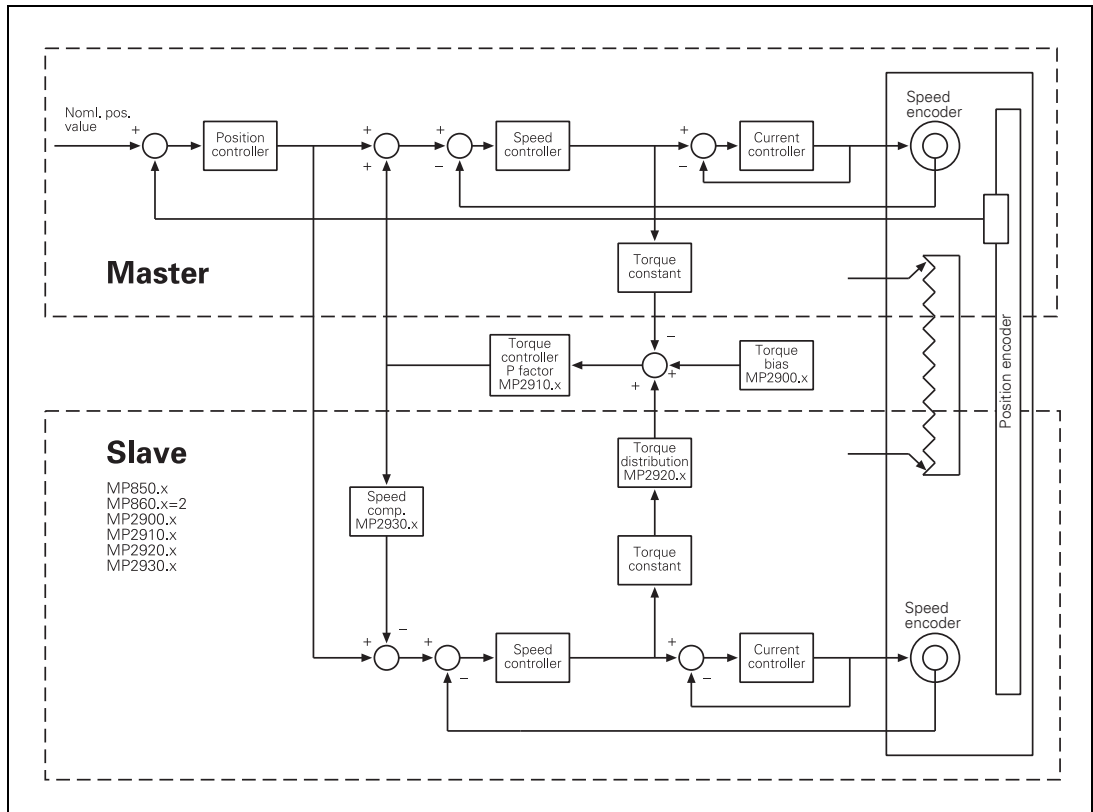 Noml. pos.
value
+
Position
controller
+
+
+
−
Speed
controller
+
−
Current
controller
Speed
encoder
Master
Torque
constant
−
Torque
controller
P factor
MP2910.x
+
+
Torque
bias
MP2900.x
Position encoder
Slave
MP850.x
MP860.x=2
MP2900.x
MP2910.x
MP2920.x
MP2930.x
Torque
distribution
MP2920.x
Speed
comp.
MP2930.x
Torque
constant
Speed
encoder
+
−
+
−
Speed
controller
+
−
Current
controller